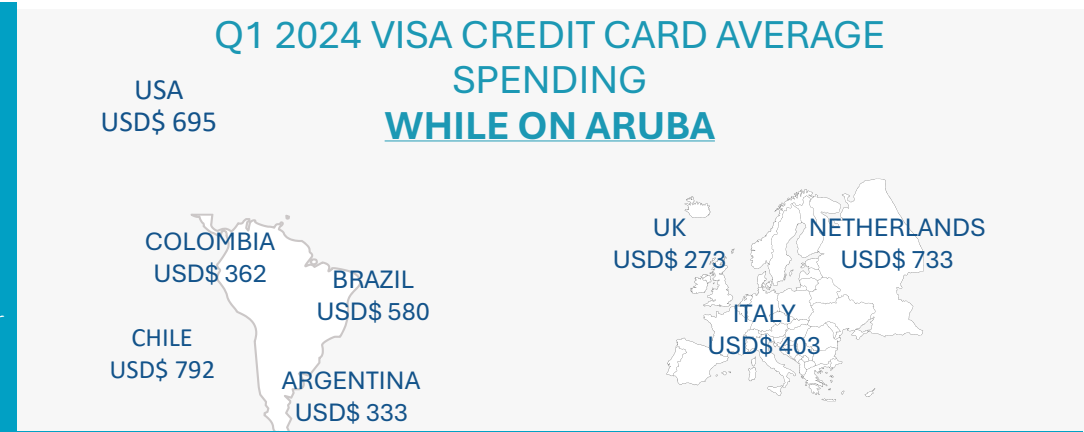 Q1 2024 VISA CREDIT CARD AVERAGE
SPENDING
WHILE ON ARUBA
USA
USD$ 695
COLOMBIA
USD$ 362
BRAZIL
USD$ 580
CHILE
USD$ 792
ARGENTINA
USD$ 333
UK
USD$ 273
NETHERLANDS
USD$ 733
ITALY
USD$ 403